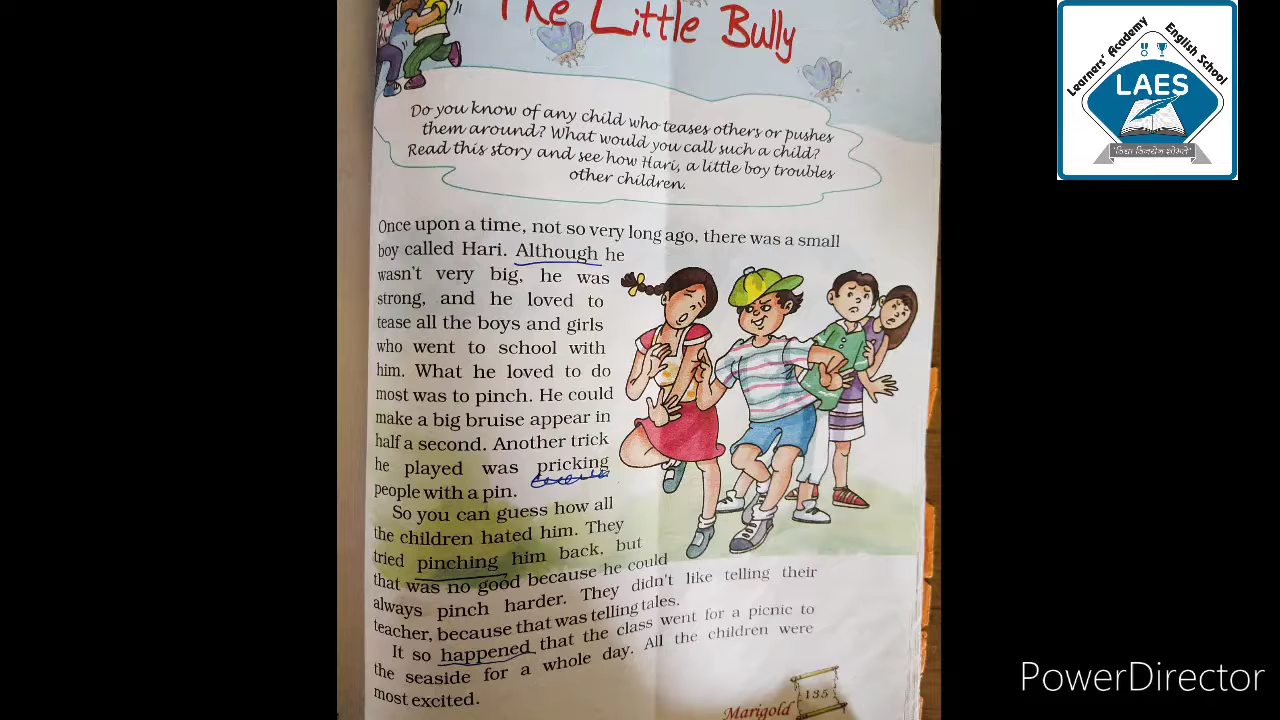 The Little Bully
Do you know of any child who teases others or pushes
them around? What would you call such a child?
Read this story and see how Hari, a little boy troubles
other children.
Once upon a time, not so very long ago, there was a small
boy called Hari. Although he
wasn't very big, he was
strong, and he loved to
tease all the boys and girls
who went to school with
him. What he loved to do
most was to pinch. He could
make a big bruise appear in
half a second. Another trick
he played was pricking
people with a pin.
So you can guess how all
the children hated him. They
tried pinching him back, but
that was no good because he could
always pinch harder. They didn't like telling their
teacher, because that was telling tales.
It so happened that the class went for a picnic to
the seaside for a whole day. All the children were
most excited.
Marigold 135
Learners' Academy English School
LAES
"विद्या विनयेन शोभते"
PowerDirector